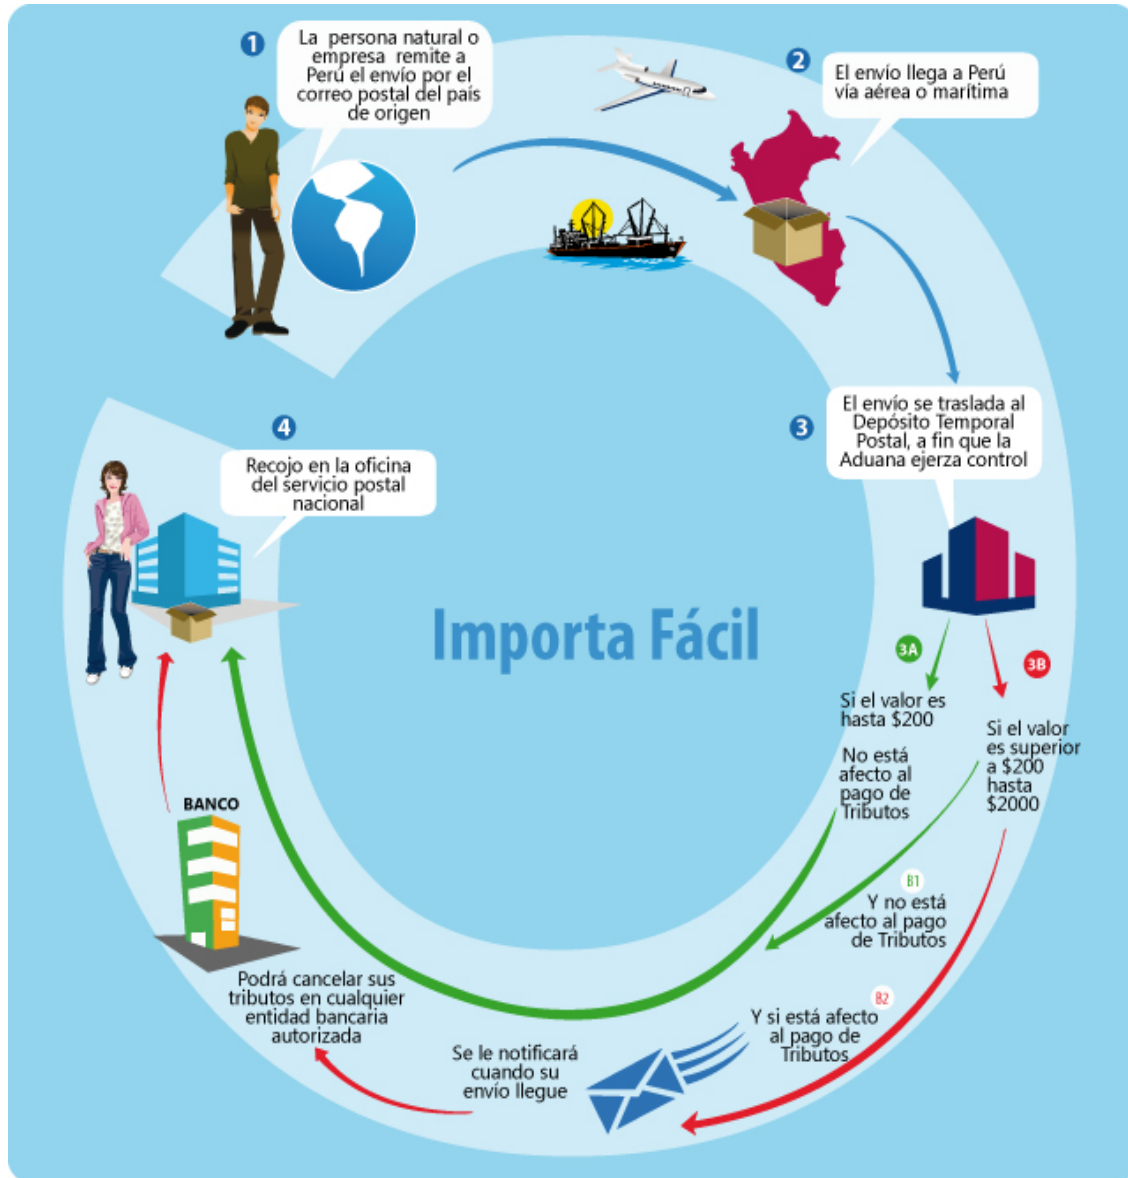 1
La persona natural o
empresa remite a
Perú el envío por el
correo postal del país
de origen
2
El envío llega a Perú
vía aérea o marítima
3
El envío se traslada al
Depósito Temporal
Postal, a fin que la
Aduana ejerza control
4
Recojo en la oficina
del servicio postal
nacional
Importa Fácil
3A
Si el valor es
hasta $200
No está
afecto al
pago de
Tributos
3B
Si el valor
es superior
a $200
hasta
$2000
B1
Y no está
afecto al pago
de Tributos
B2
Y si está afecto
al pago de
Tributos
Se le notificará
cuando su
envío llegue
BANCO
Podrá cancelar sus
tributos en cualquier
entidad bancaria
autorizada